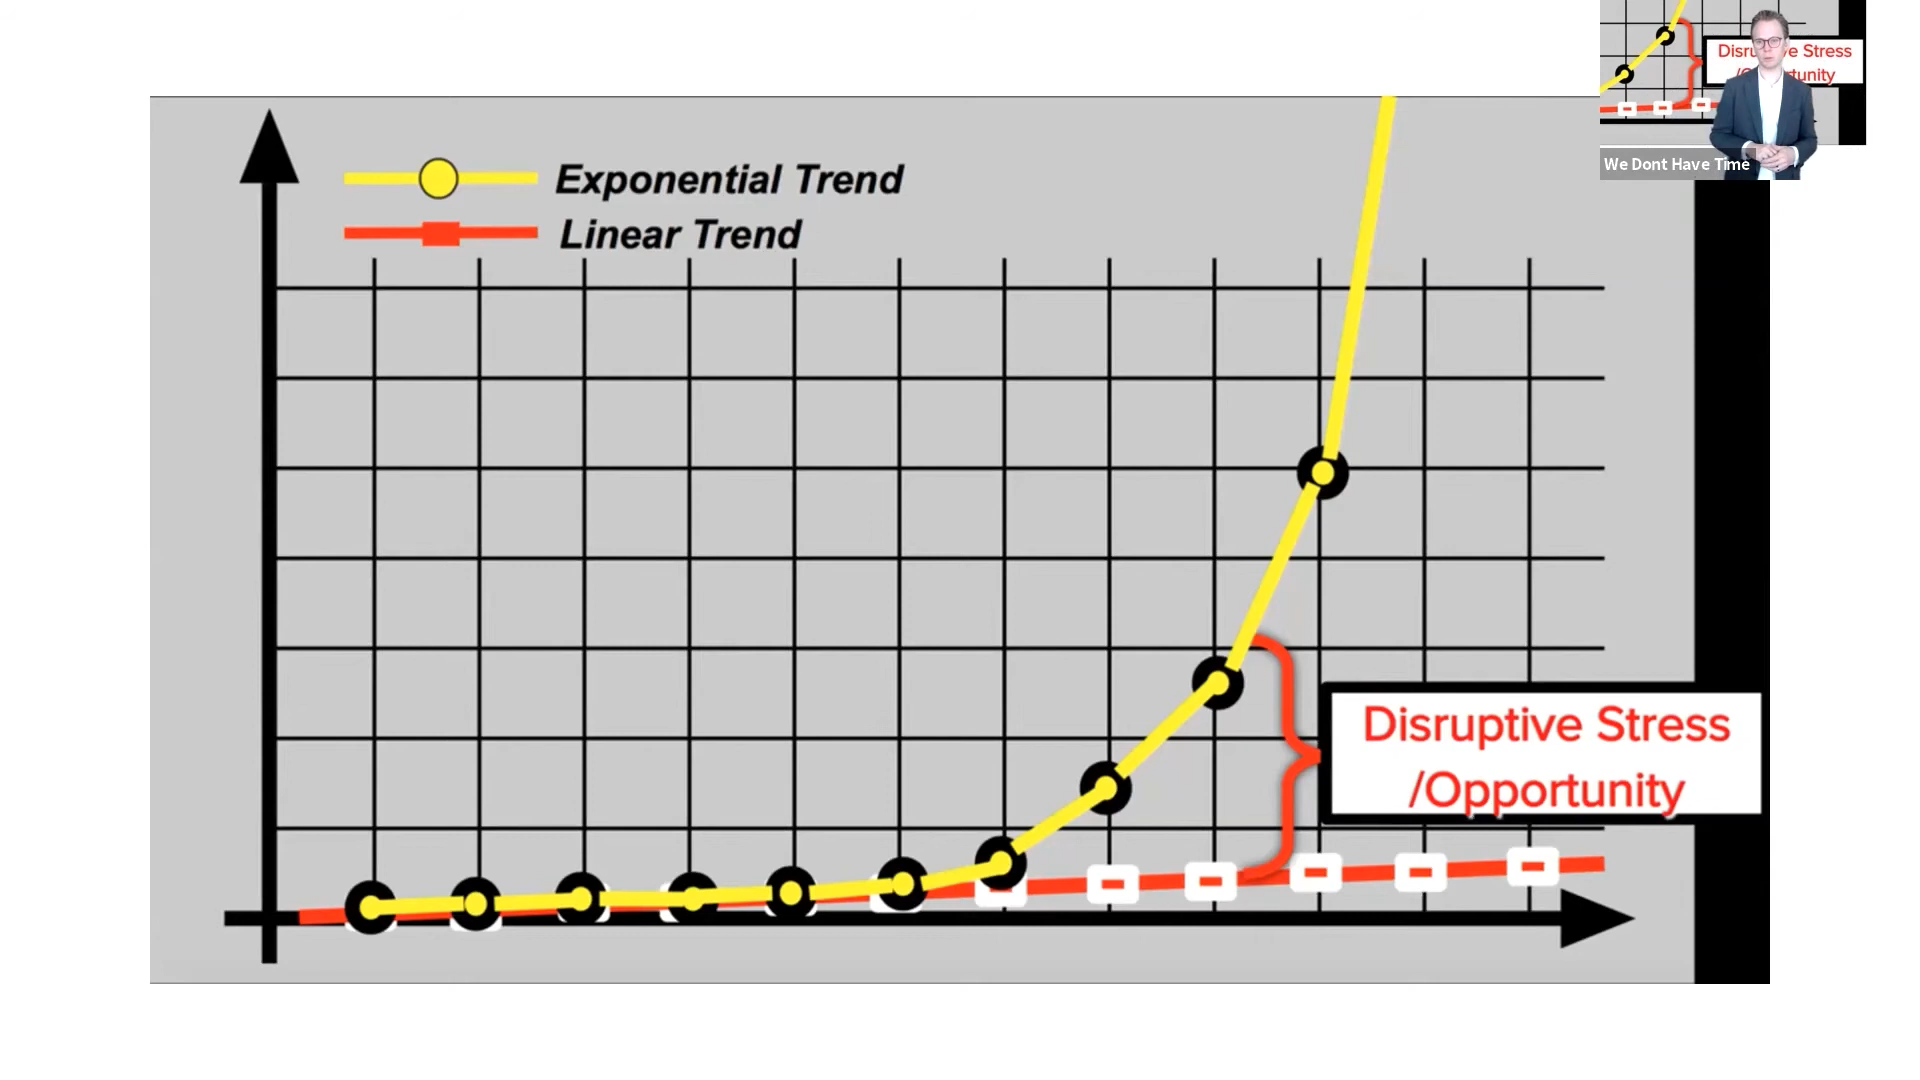 Exponential Trend
Linear Trend
Disruptive Stress
/Opportunity
We Dont Have Time